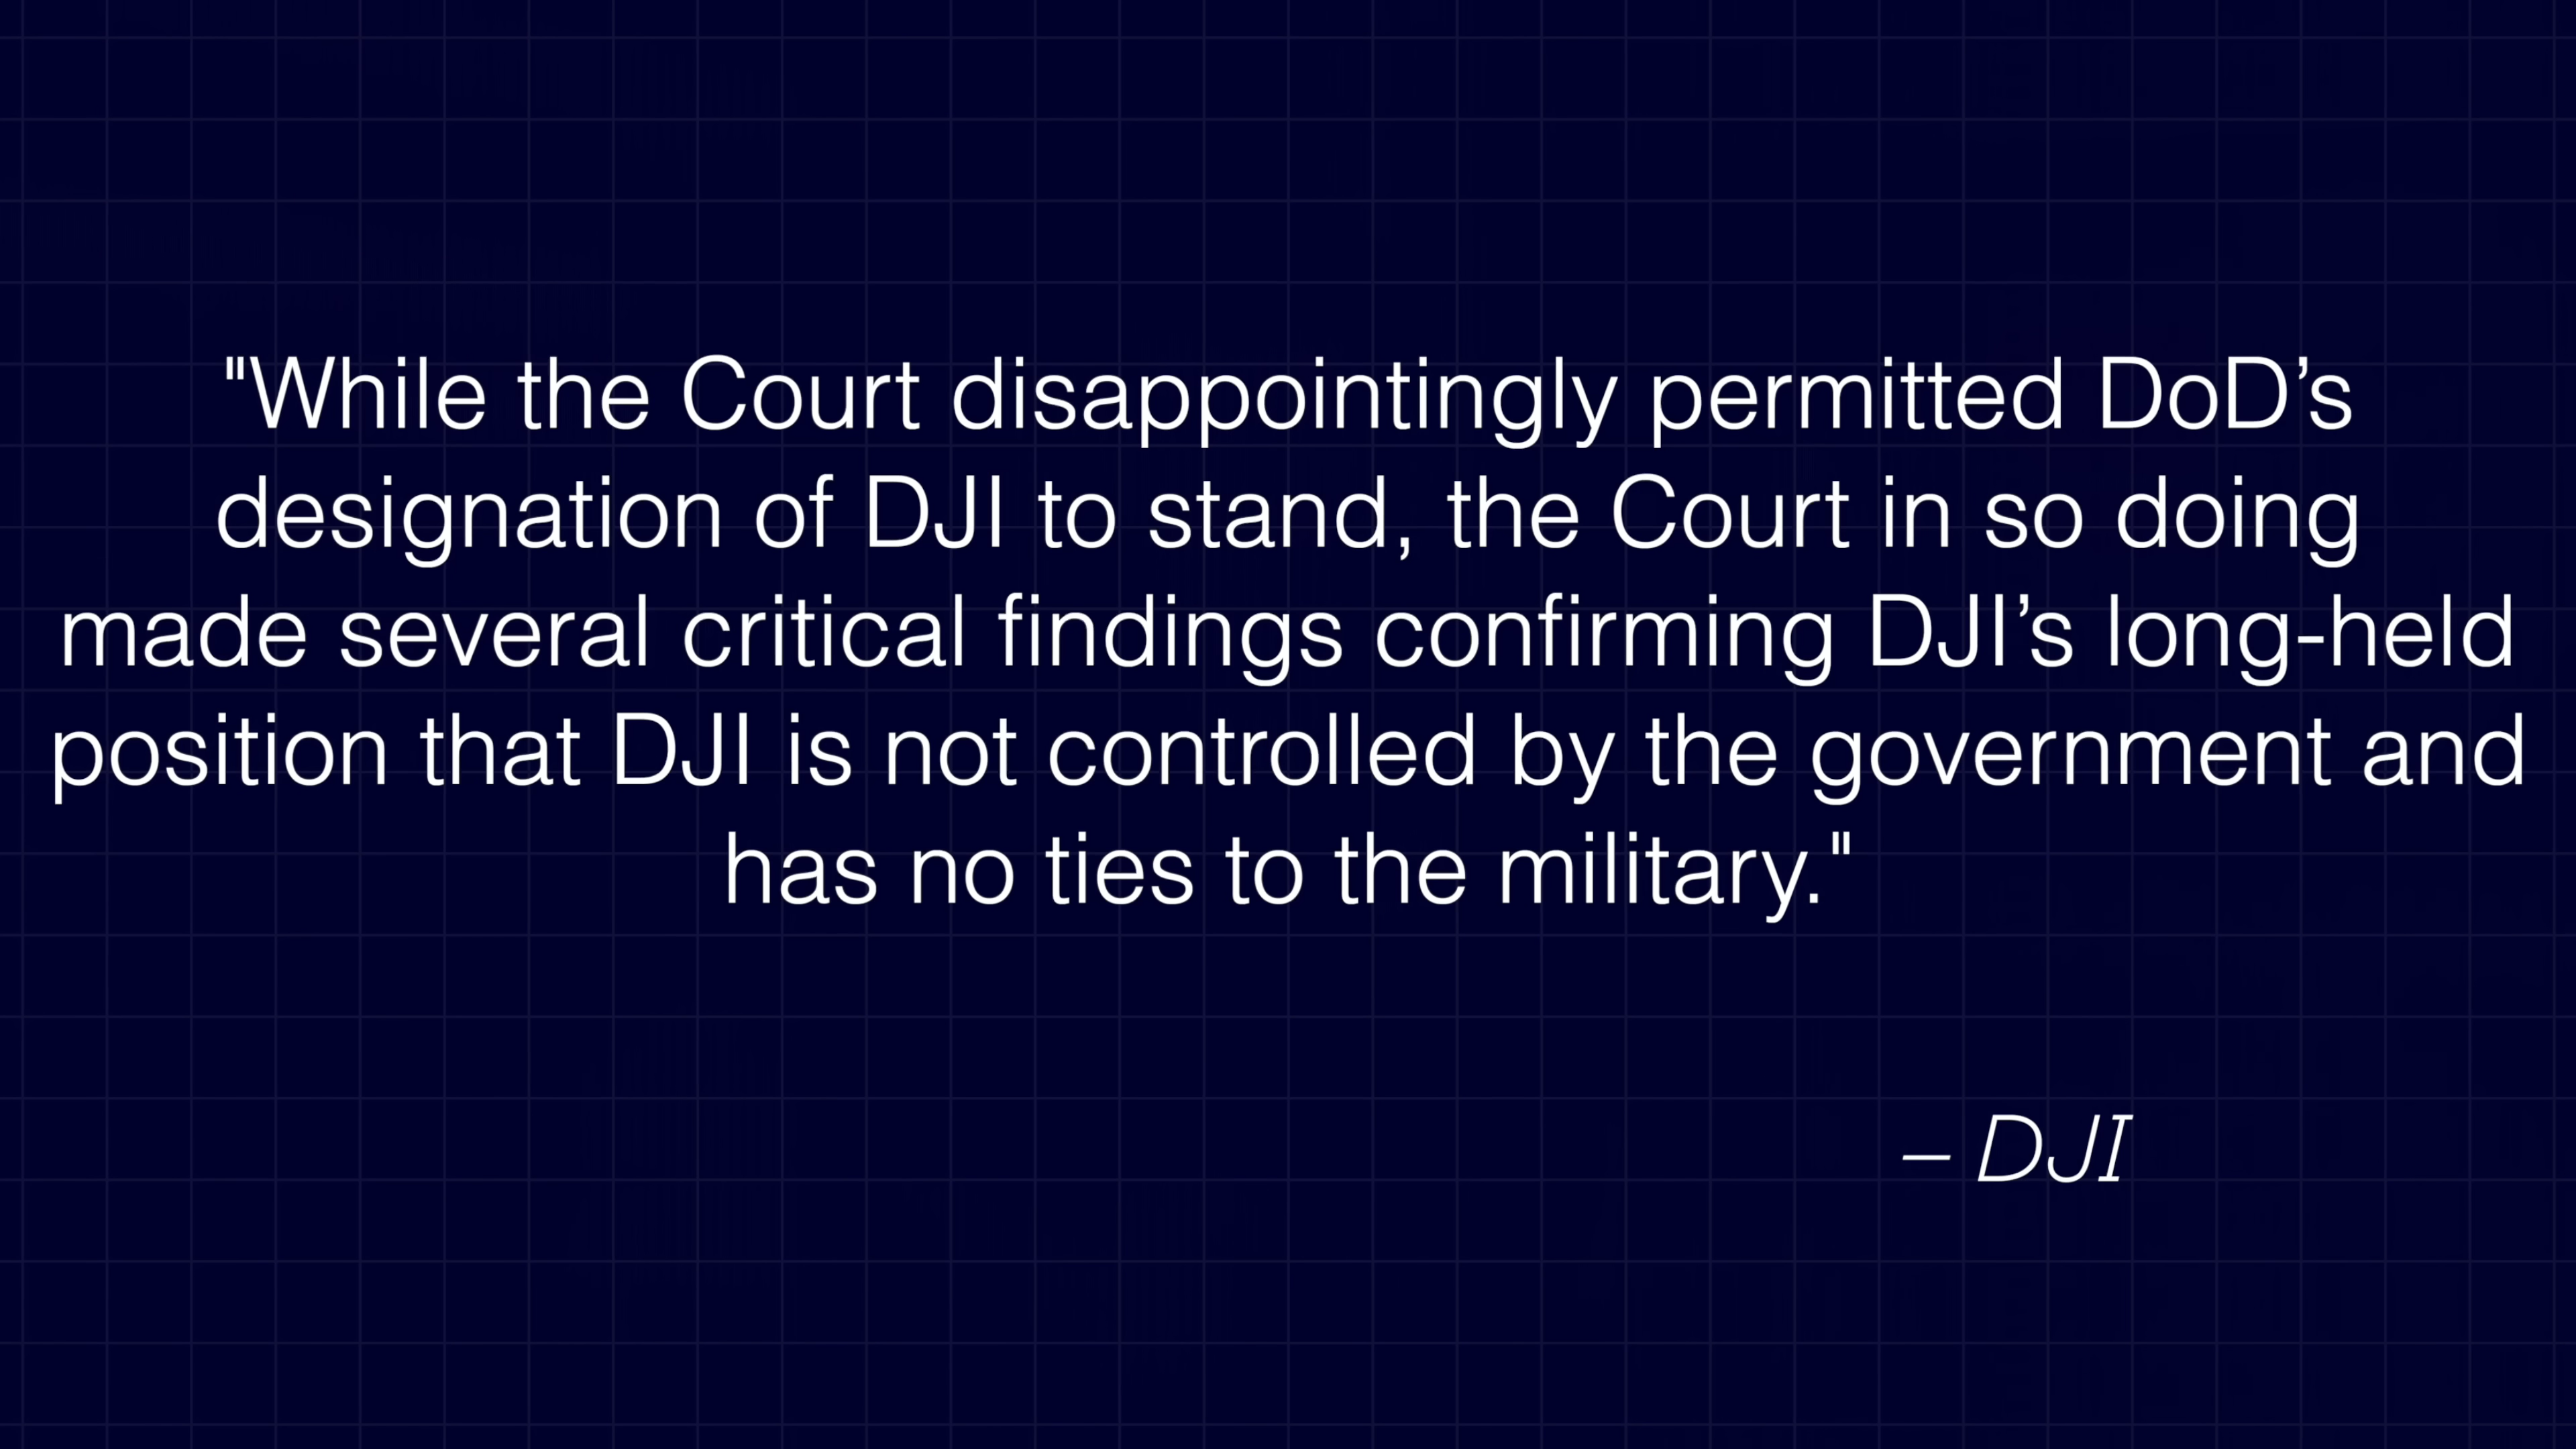 "While the Court disappointingly permitted DoD’s
designation of DJI to stand, the Court in so doing
made several critical findings confirming DJI’s long-held
position that DJI is not controlled by the government and
has no ties to the military."
– DJI